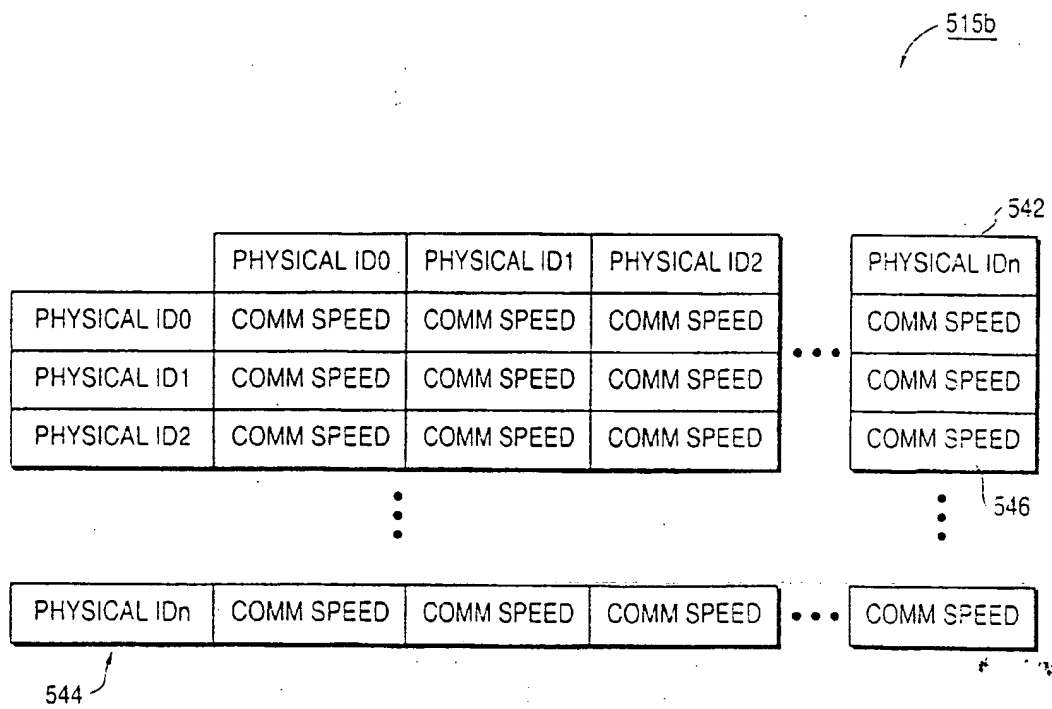 515b
542
PHYSICAL ID0 PHYSICAL ID1 PHYSICAL ID2 PHYSICAL IDn
PHYSICAL ID0 COMM SPEED COMM SPEED COMM SPEED COMM SPEED
PHYSICAL ID1 COMM SPEED COMM SPEED COMM SPEED COMM SPEED
PHYSICAL ID2 COMM SPEED COMM SPEED COMM SPEED COMM SPEED
546
PHYSICAL IDn COMM SPEED COMM SPEED COMM SPEED COMM SPEED
544